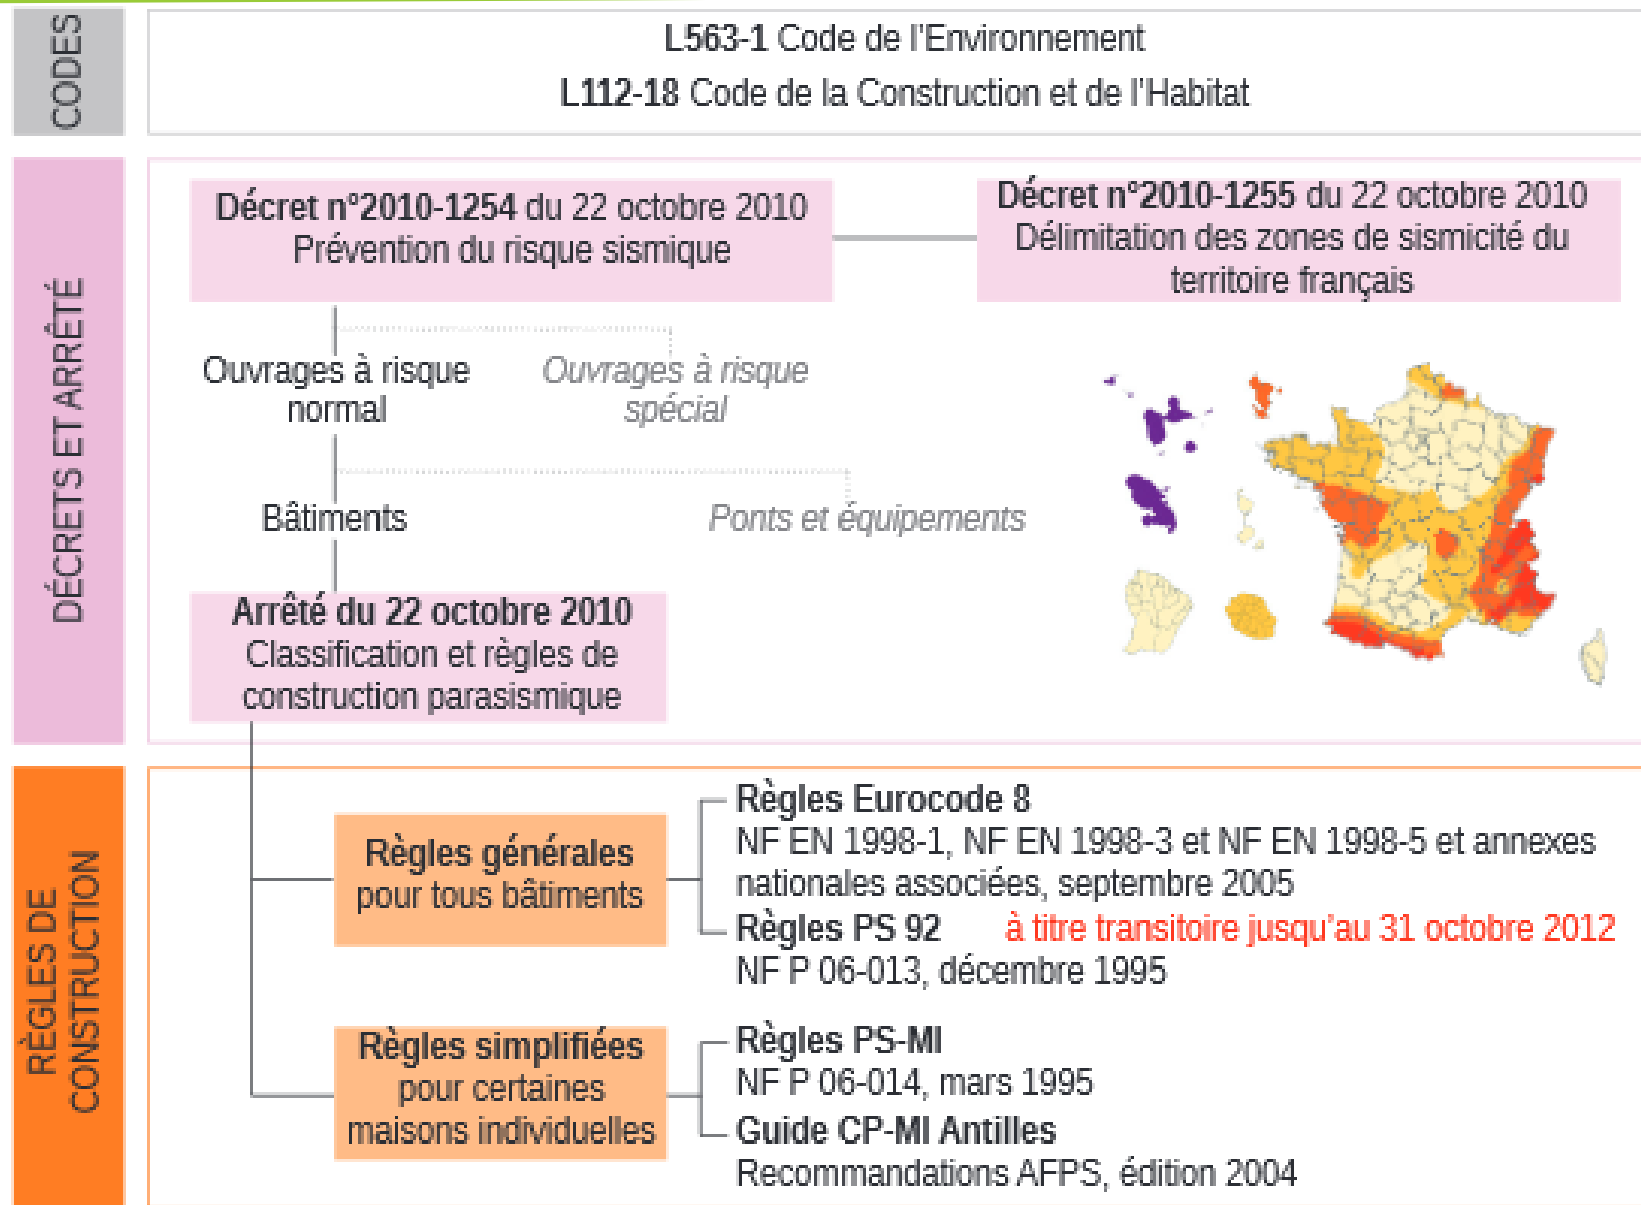 CODES
L563-1 Code de l'Environnement
L112-18 Code de la Construction et de l'Habitat
DÉCRETS ET ARRÊTÉ
Décret n°2010-1254 du 22 octobre 2010
Prévention du risque sismique
Décret n°2010-1255 du 22 octobre 2010
Délimitation des zones de sismicité du
territoire français
Ouvrages à risque
normal
Ouvrages à risque
spécial
Bâtiments
Ponts et équipements
Arrêté du 22 octobre 2010
Classification et règles de
construction parasismique
RÈGLES DE
CONSTRUCTION
Règles générales
pour tous bâtiments
Règles Eurocode 8
NF EN 1998-1, NF EN 1998-3 et NF EN 1998-5 et annexes
nationales associées, septembre 2005
Règles PS 92 à titre transitoire jusqu'au 31 octobre 2012
NF P 06-013, décembre 1995
Règles simplifiées
pour certaines
maisons individuelles
Règles PS-MI
NF P 06-014, mars 1995
Guide CP-MI Antilles
Recommandations AFPS, édition 2004